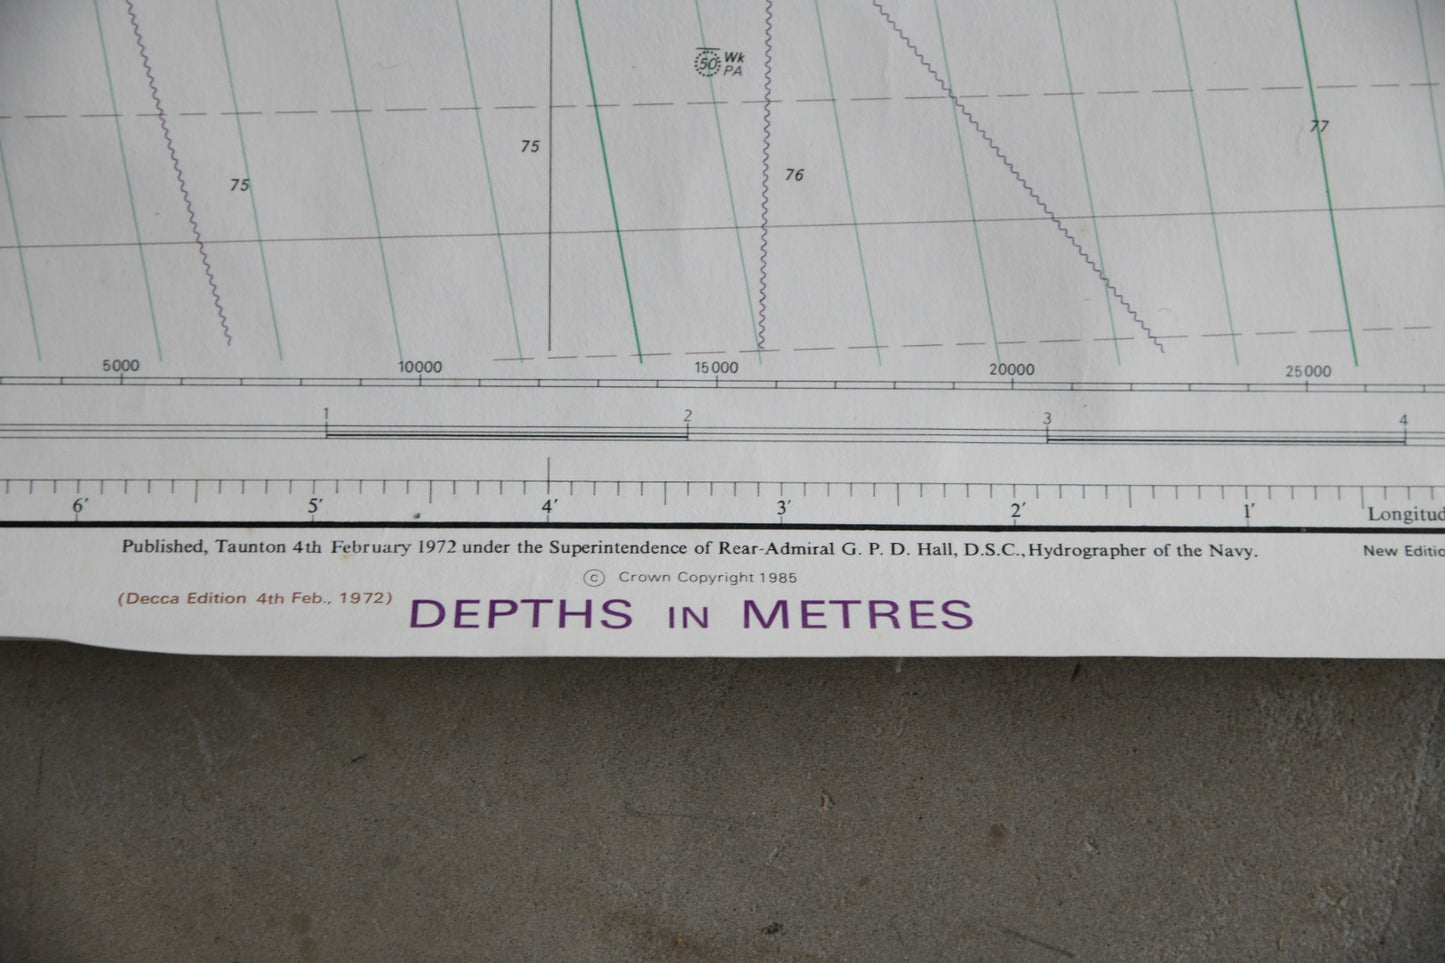 50 Wk
PA
77
75
76
75
5000 10000 15000 20000 25000
1 2 3 4
6′ 5′ 4′ 3′ 2′ 1′ Longitud
Published, Taunton 4th February 1972 under the Superintendence of Rear-Admiral G. P. D. Hall, D.S.C., Hydrographer of the Navy. New Editio
© Crown Copyright 1985
(Decca Edition 4th Feb., 1972)
DEPTHS IN METRES